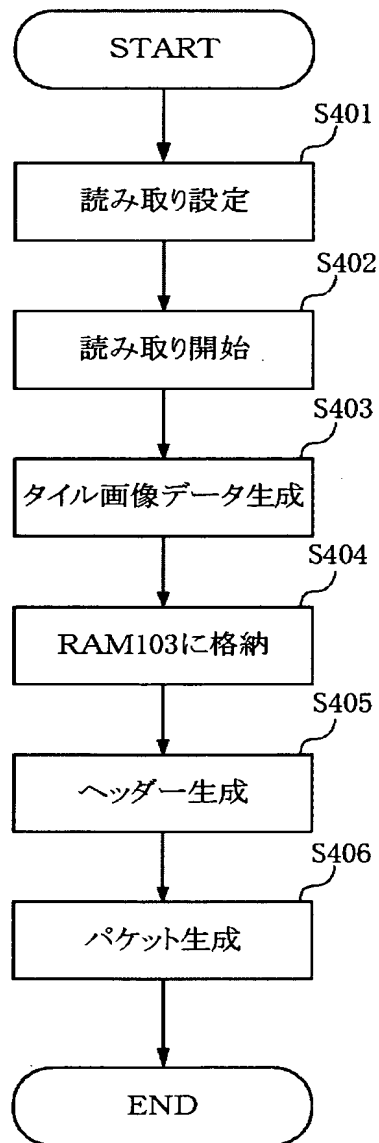 START
S401
読み取り設定
S402
読み取り開始
S403
タイル画像データ生成
S404
RAM103に格納
S405
ヘッダー生成
S406
パケット生成
END